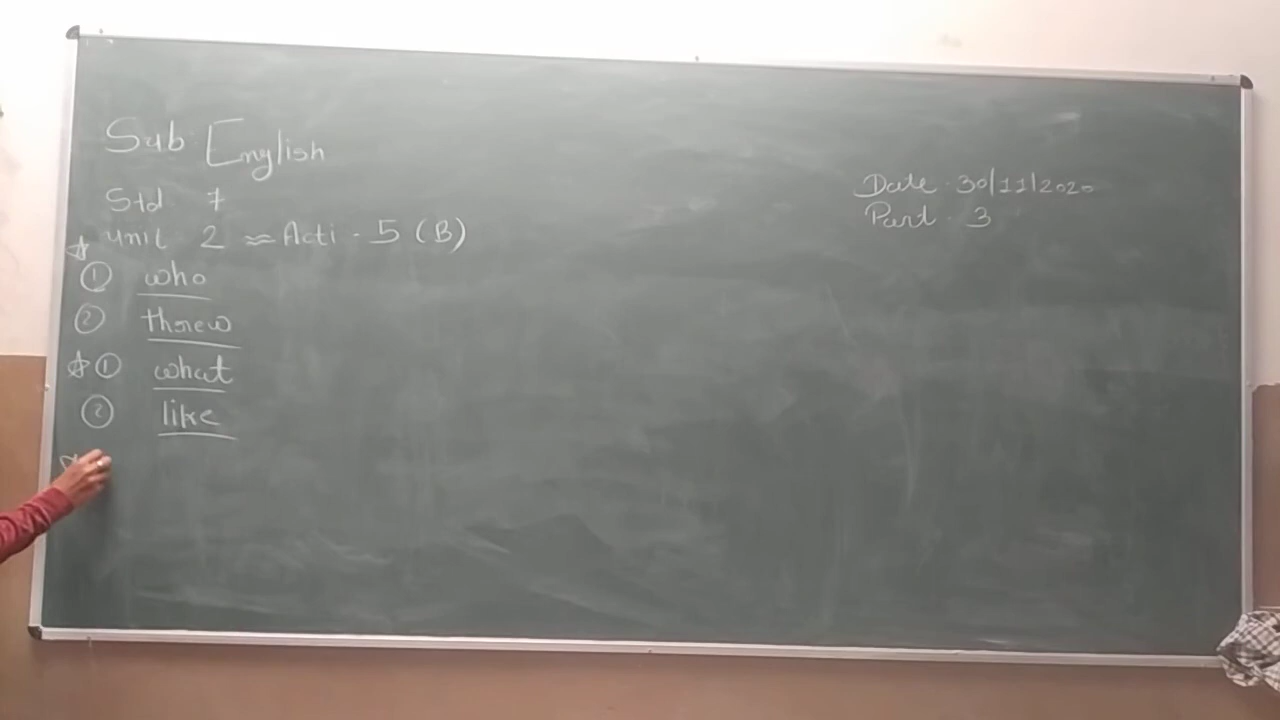 Sub English
Std 7
Date. 30/11/2020
Part. 3
☆ Unit 2 ≈ Acti - 5 (B)
① who
② threw
☆ ① what
② like
☆